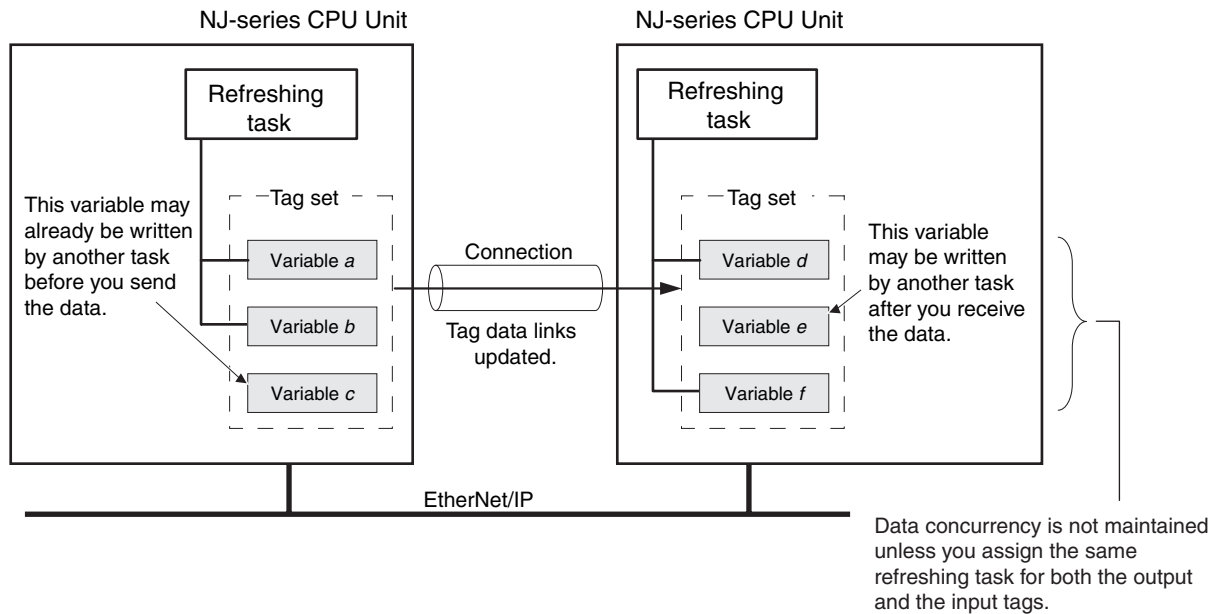 NJ-series CPU Unit
NJ-series CPU Unit
Refreshing
task
Refreshing
task
This variable may
already be written
by another task
before you send
the data.
Tag set
Variable a
Variable b
Variable c
Connection
Tag data links
updated.
Tag set
Variable d
Variable e
Variable f
This variable
may be written
by another task
after you receive
the data.
EtherNet/IP
Data concurrency is not maintained
unless you assign the same
refreshing task for both the output
and the input tags.